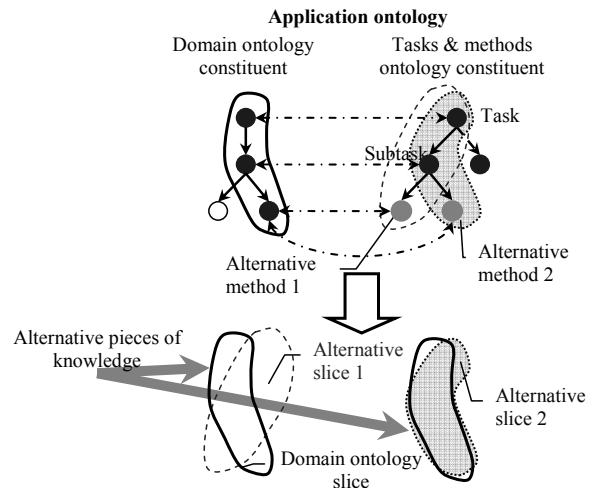 Application ontology
Domain ontology
constituent
Tasks & methods
ontology constituent
Task
Subtask
Alternative
method 1
Alternative
method 2
Alternative pieces of
knowledge
Alternative
slice 1
Alternative
slice 2
Domain ontology
slice